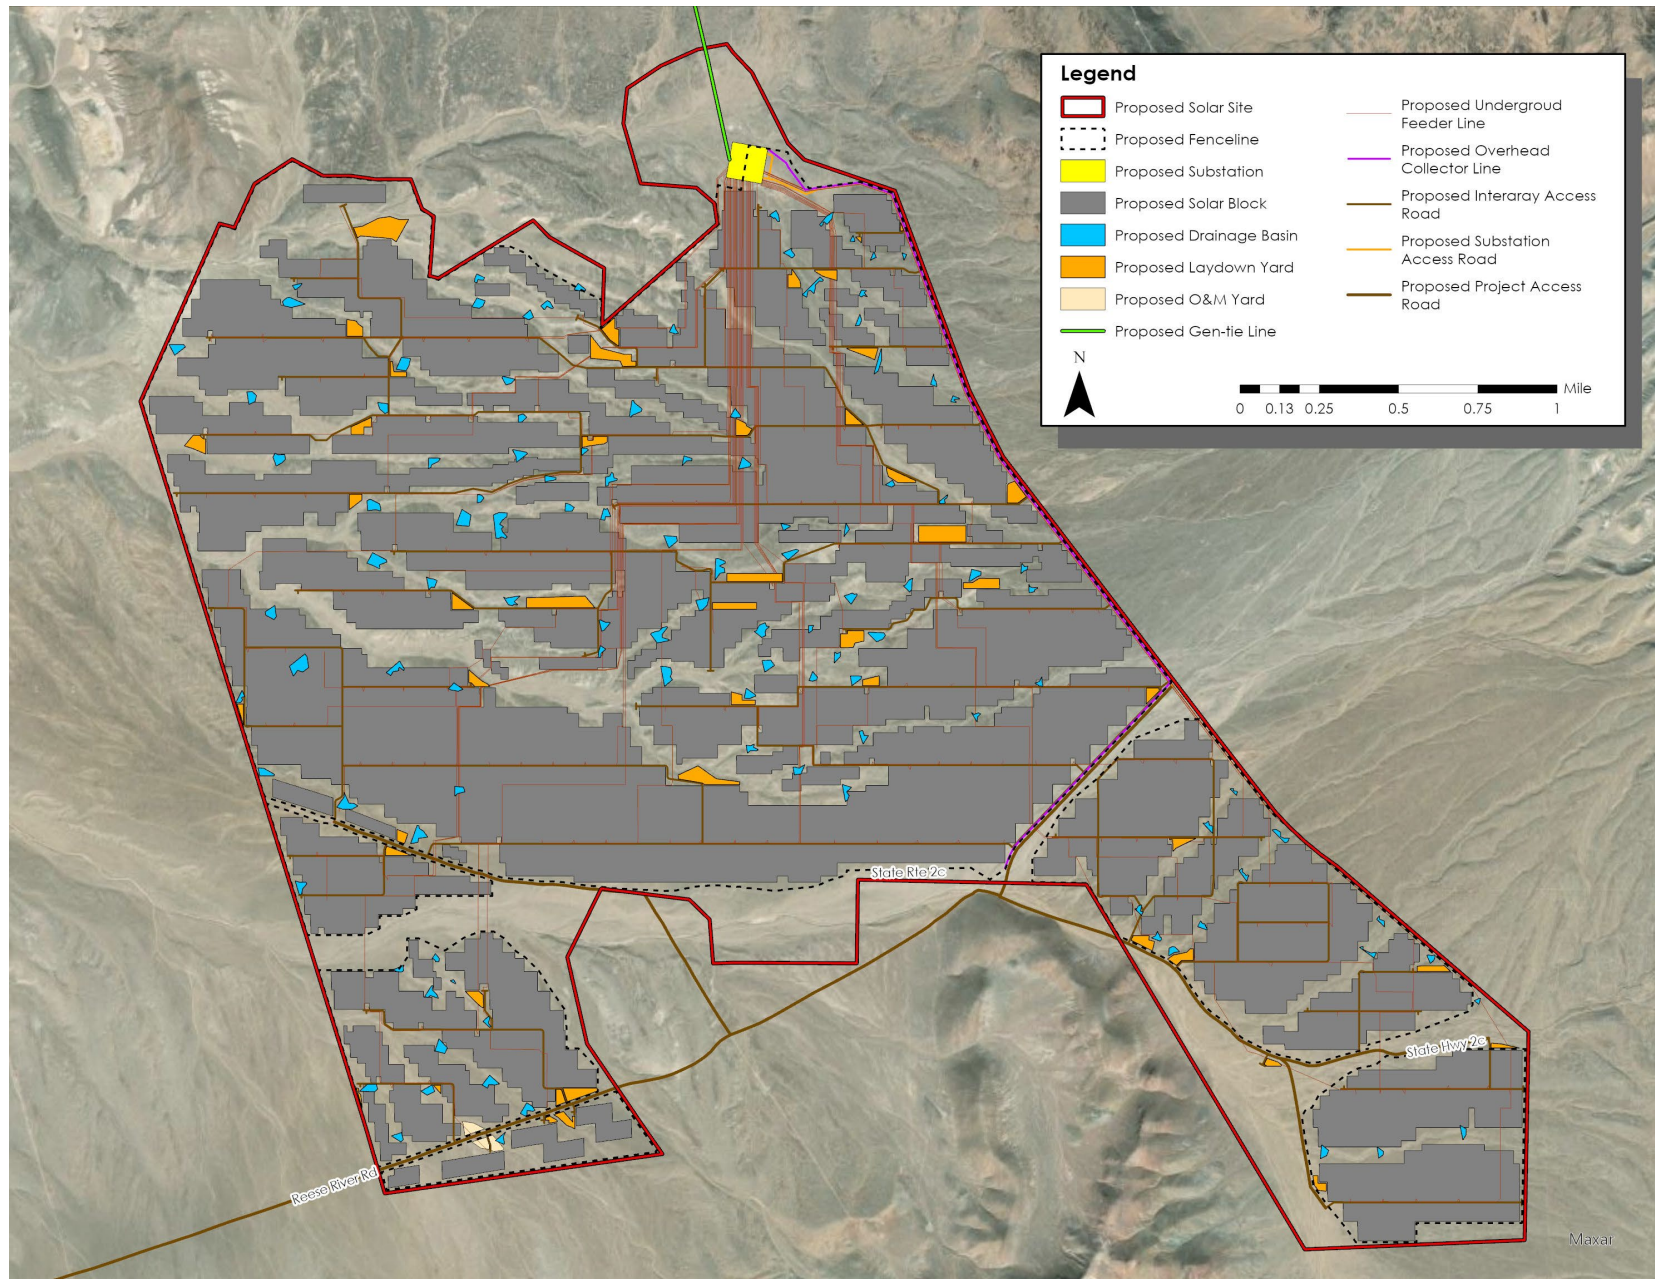 Legend
Proposed Solar Site
Proposed Fenceline
Proposed Substation
Proposed Solar Block
Proposed Drainage Basin
Proposed Laydown Yard
Proposed O&M Yard
Proposed Gen-tie Line
Proposed Undergroud
Feeder Line
Proposed Overhead
Collector Line
Proposed Interaray Access
Road
Proposed Substation
Access Road
Proposed Project Access
Road
N
Mile
0 0.13 0.25 0.5 0.75 1
State Rte 2c
State Hwy 2c
Reese River Rd
Maxar